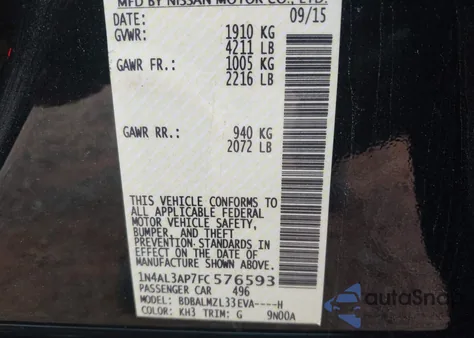 MFD BY NISSAN MOTOR CO., LTD.
DATE: 09/15
GVWR: 1910 KG
4211 LB
GAWR FR.: 1005 KG
2216 LB
GAWR RR.: 940 KG
2072 LB
THIS VEHICLE CONFORMS TO
ALL APPLICABLE FEDERAL
MOTOR VEHICLE SAFETY,
BUMPER, AND THEFT
PREVENTION STANDARDS IN
EFFECT ON THE DATE OF
MANUFACTURE SHOWN ABOVE.
1N4AL3AP7FC576593
PASSENGER CAR 496
MODEL: BDBALMZL33EVA----H
COLOR: KH3 TRIM: G 9N00A
autoSnap